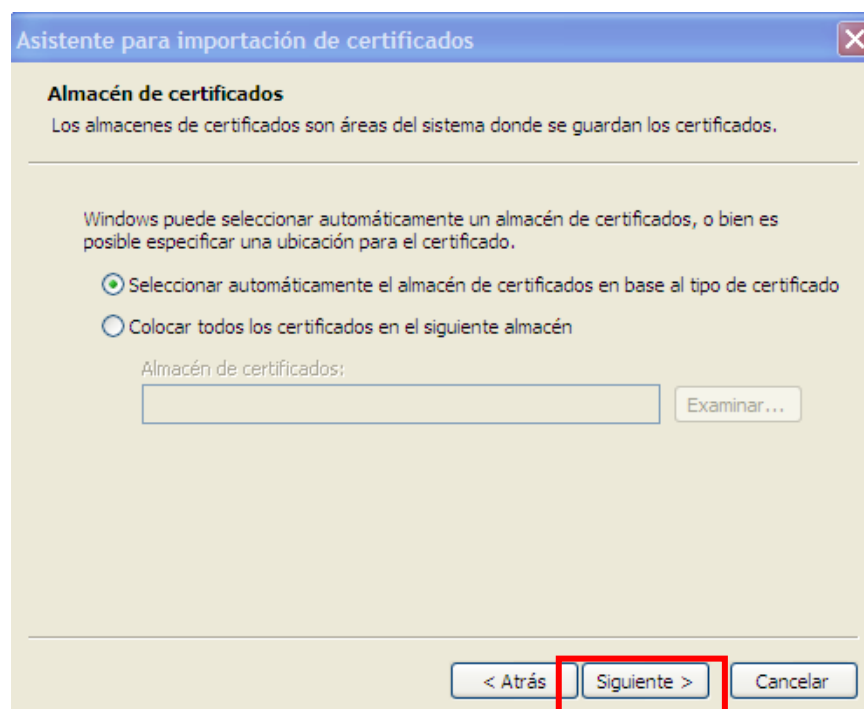 Asistente para importación de certificados
Almacén de certificados
Los almacenes de certificados son áreas del sistema donde se guardan los certificados.
Windows puede seleccionar automáticamente un almacén de certificados, o bien es
posible especificar una ubicación para el certificado.
Seleccionar automáticamente el almacén de certificados en base al tipo de certificado
Colocar todos los certificados en el siguiente almacén
Almacén de certificados:
Examinar...
< Atrás Siguiente > Cancelar